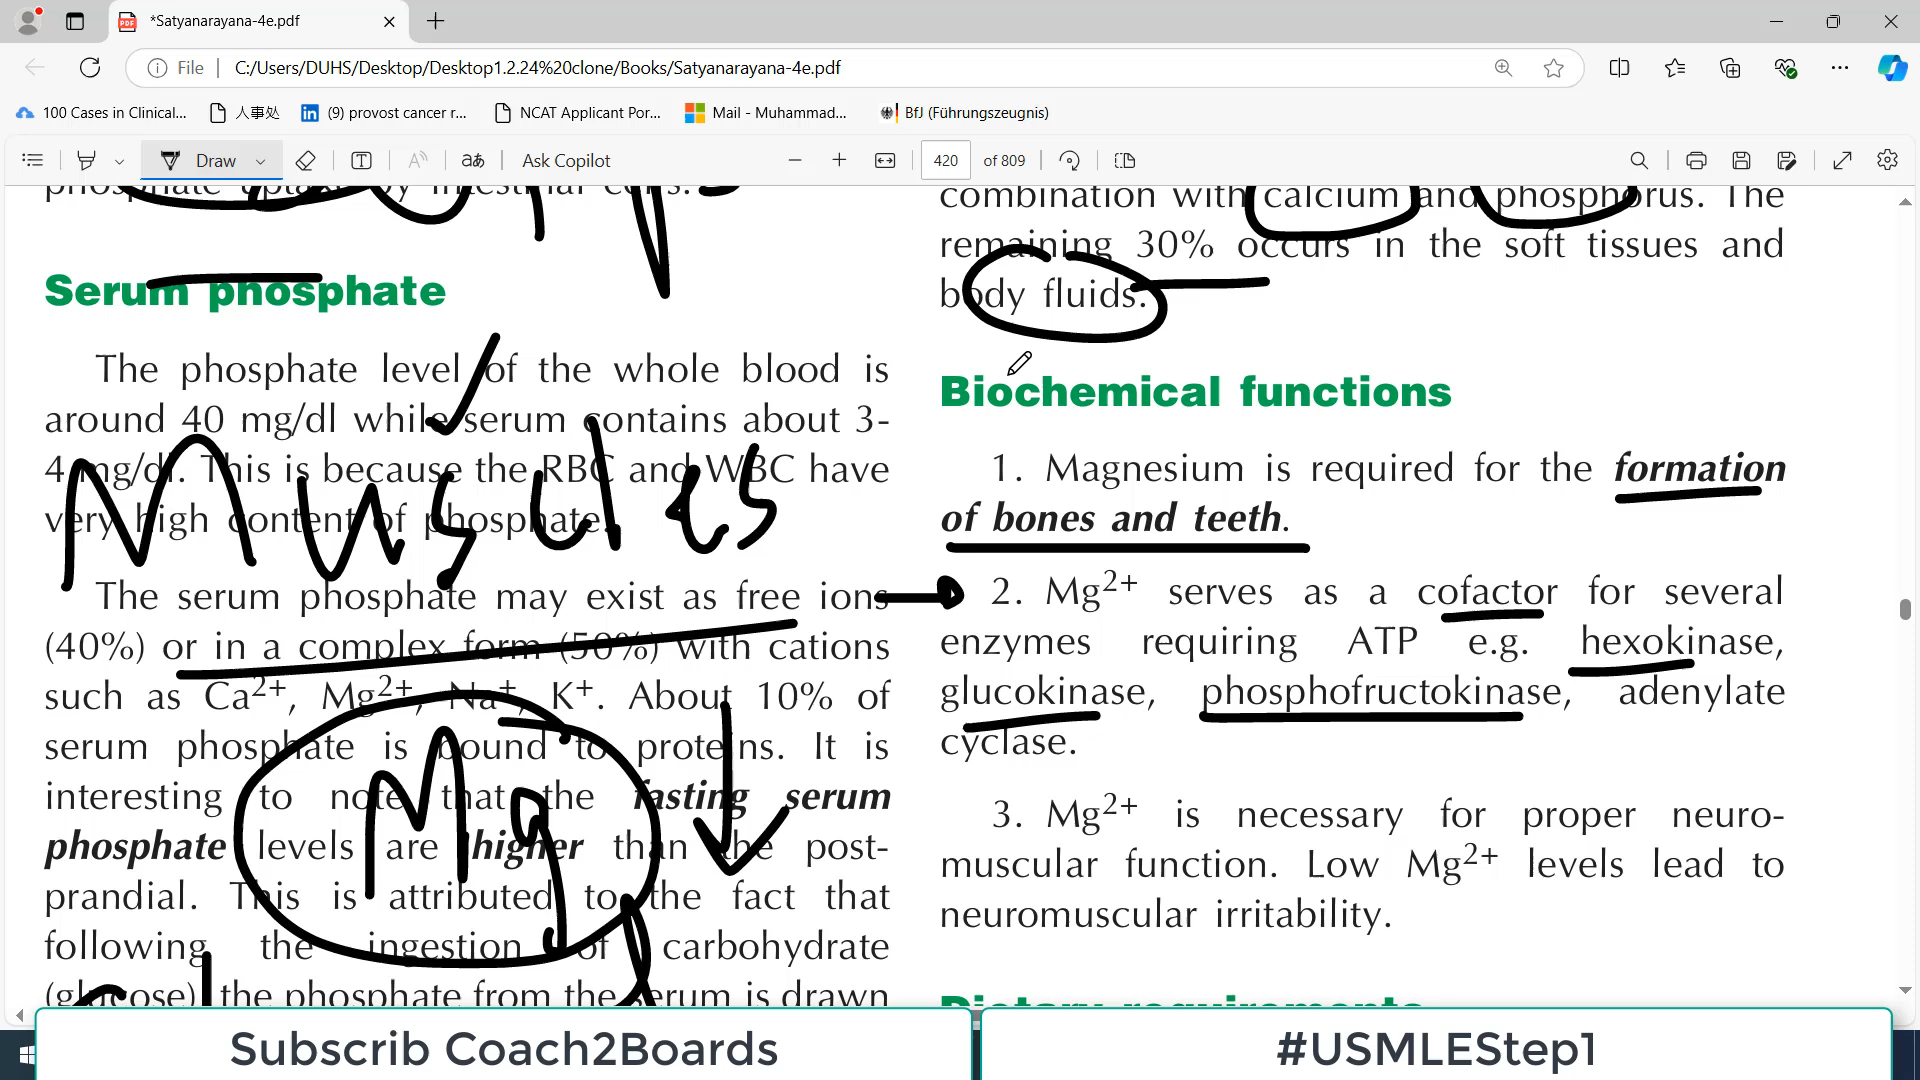 *Satyanarayana-4e.pdf
File
C:/Users/DUHS/Desktop/Desktop1.2.24%20clone/Books/Satyanarayana-4e.pdf
100 Cases in Clinical...
人事处
(9) provost cancer r...
NCAT Applicant Por...
Mail - Muhammad...
BfJ (Führungszeugnis)
Draw
Ask Copilot
420 of 809
phosphate uptake by intestinal cells.
Serum phosphate
The phosphate level of the whole blood is
around 40 mg/dl while serum contains about 3-
4 mg/dl. This is because the RBC and WBC have
very high content of phosphate.
Muscles
The serum phosphate may exist as free ions
(40%) or in a complex form (50%) with cations
such as Ca²⁺, Mg²⁺, Na⁺, K⁺. About 10% of
serum phosphate is bound to proteins. It is
interesting to note that the fasting serum
phosphate levels are higher than the post-
prandial. This is attributed to the fact that
following the ingestion of carbohydrate
(glucose) the phosphate from the serum is drawn
Mg
combination with calcium and phosphorus. The
remaining 30% occurs in the soft tissues and
body fluids.
Biochemical functions
1. Magnesium is required for the formation
of bones and teeth.
2. Mg²⁺ serves as a cofactor for several
enzymes requiring ATP e.g. hexokinase,
glucokinase, phosphofructokinase, adenylate
cyclase.
3. Mg²⁺ is necessary for proper neuro-
muscular function. Low Mg²⁺ levels lead to
neuromuscular irritability.
Dietary requirements
Subscrib Coach2Boards
#USMLEStep1